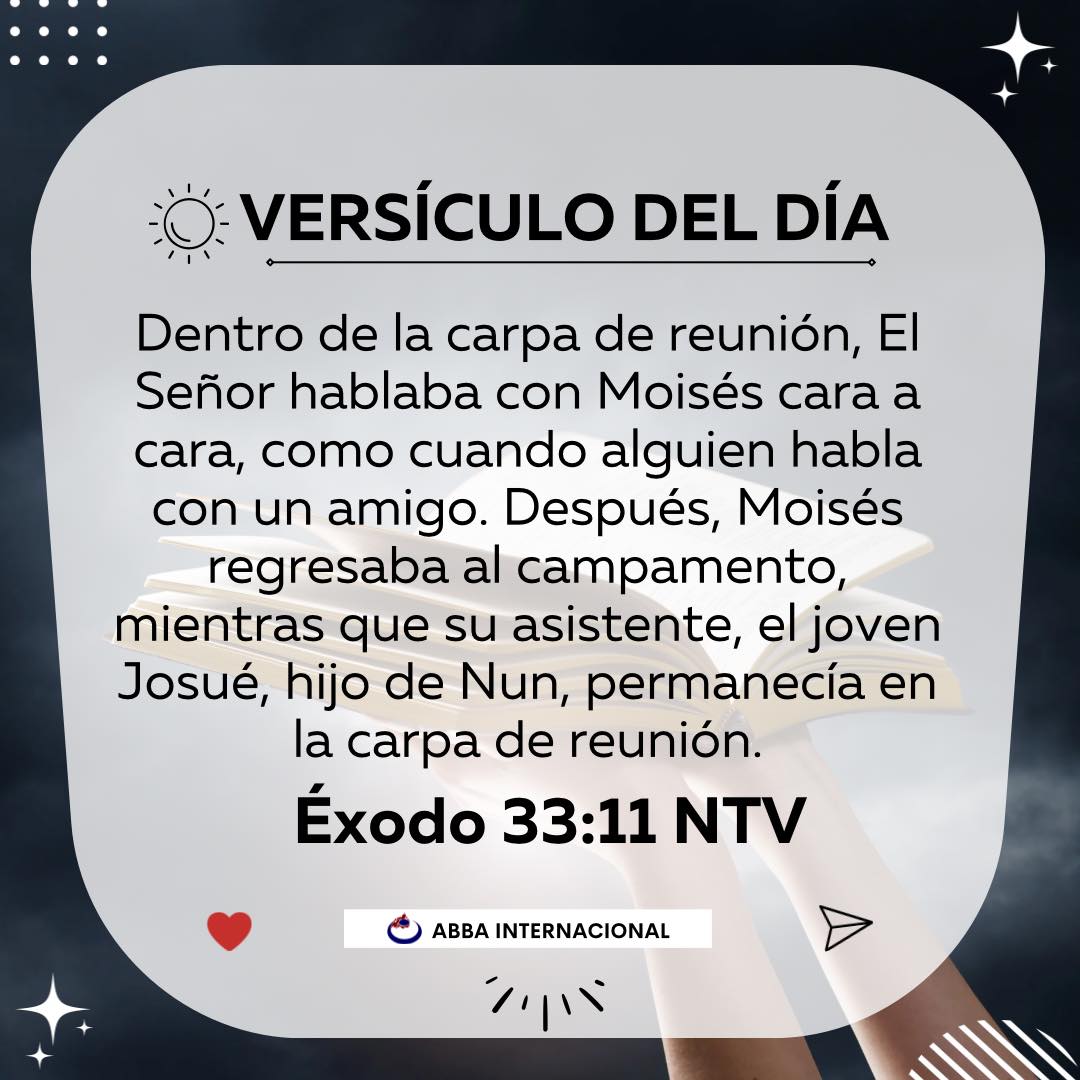 VERSÍCULO DEL DÍA
Dentro de la carpa de reunión, El
Señor hablaba con Moisés cara a
cara, como cuando alguien habla
con un amigo. Después, Moisés
regresaba al campamento,
mientras que su asistente, el joven
Josué, hijo de Nun, permanecía en
la carpa de reunión.
Éxodo 33:11 NTV
ABBA INTERNACIONAL